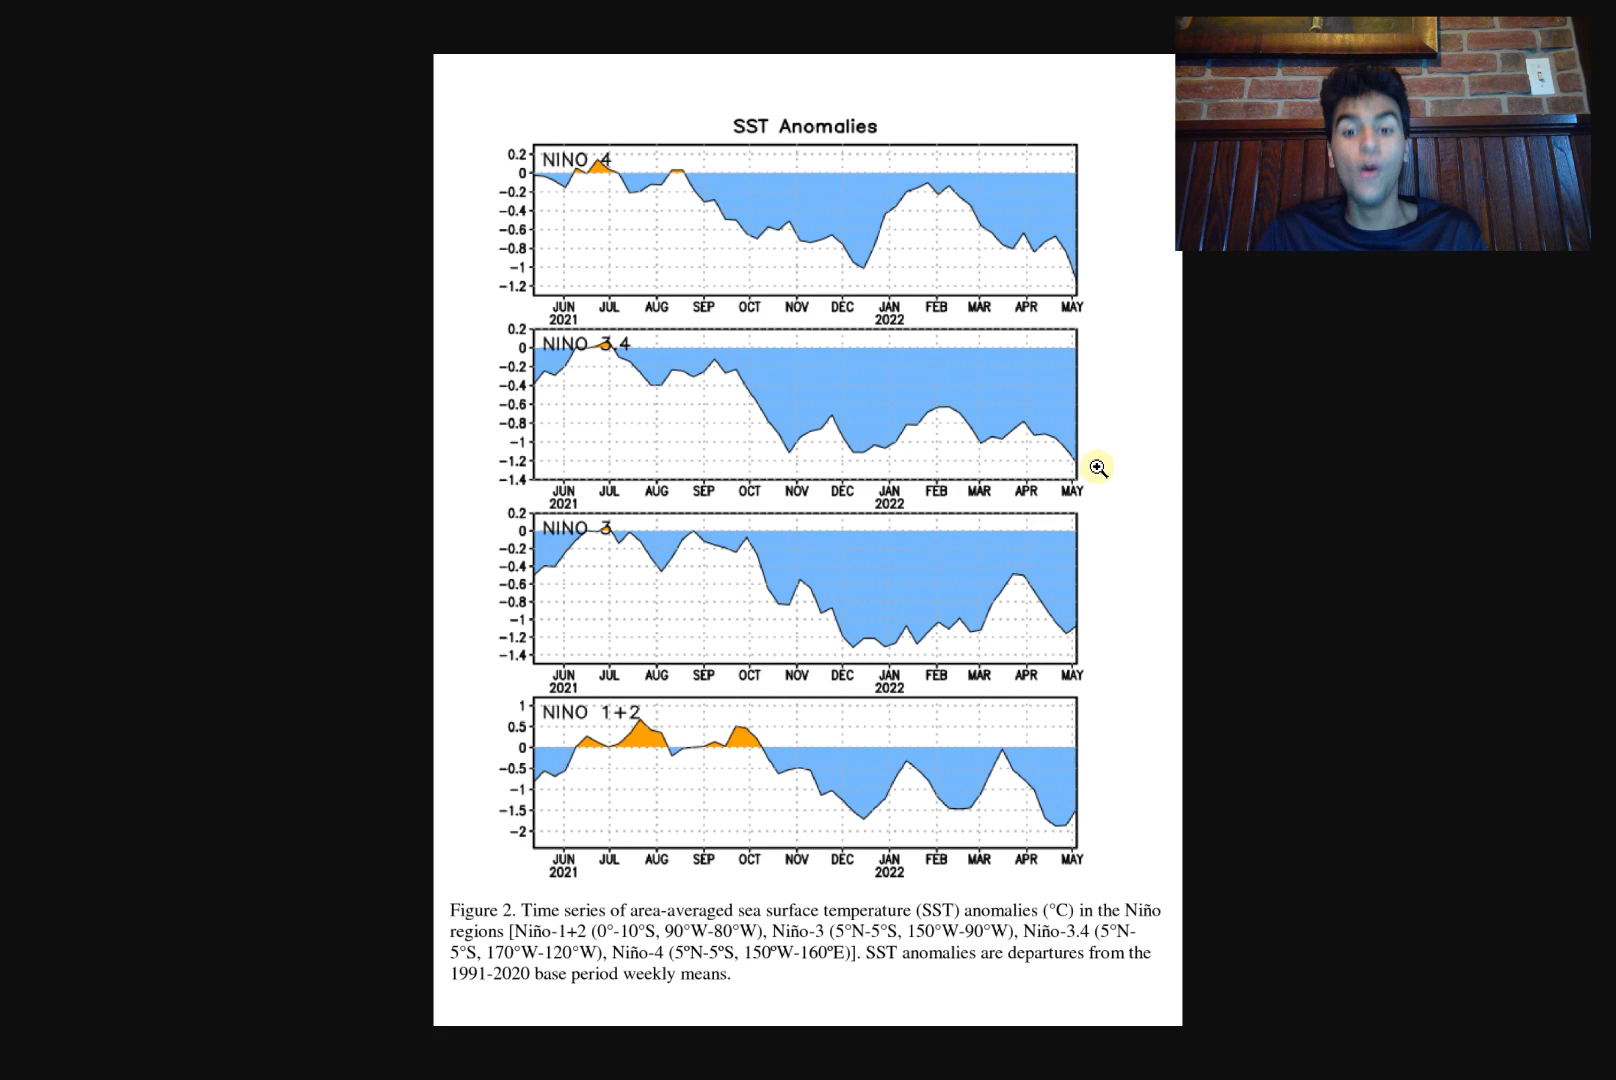 SST Anomalies
NINO 4
0.2
0
−0.2
−0.4
−0.6
−0.8
−1
−1.2
JUN JUL AUG SEP OCT NOV DEC JAN FEB MAR APR MAY
2021 2022
NINO 3.4
0.2
0
−0.2
−0.4
−0.6
−0.8
−1
−1.2
−1.4
JUN JUL AUG SEP OCT NOV DEC JAN FEB MAR APR MAY
2021 2022
NINO 3
0.2
0
−0.2
−0.4
−0.6
−0.8
−1
−1.2
−1.4
JUN JUL AUG SEP OCT NOV DEC JAN FEB MAR APR MAY
2021 2022
NINO 1+2
1
0.5
0
−0.5
−1
−1.5
−2
JUN JUL AUG SEP OCT NOV DEC JAN FEB MAR APR MAY
2021 2022
Figure 2. Time series of area-averaged sea surface temperature (SST) anomalies (°C) in the Niño
regions [Niño-1+2 (0°-10°S, 90°W-80°W), Niño-3 (5°N-5°S, 150°W-90°W), Niño-3.4 (5°N-
5°S, 170°W-120°W), Niño-4 (5ºN-5ºS, 150ºW-160ºE)]. SST anomalies are departures from the
1991-2020 base period weekly means.